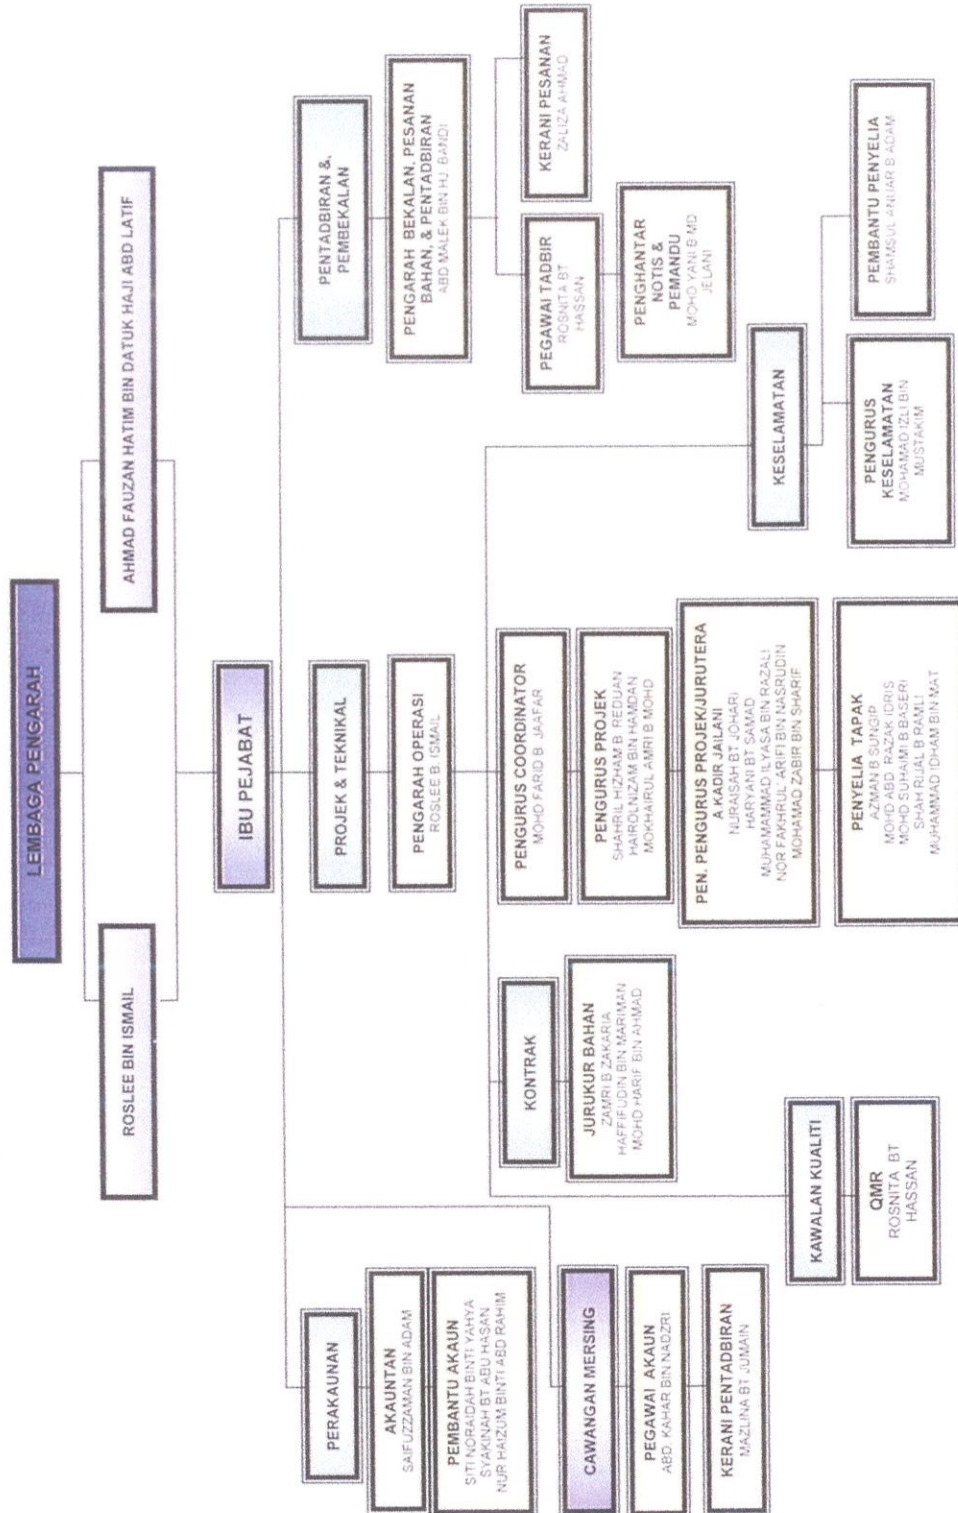 LEMBAGA PENGARAH
ROSLEE BIN ISMAIL
AHMAD FAUZAN HATIM BIN DATUK HAJI ABD LATIF
IBU PEJABAT
PERAKAUNAN
AKAUNTAN
SAIFUZZAMAN BIN ADAM
PEMBANTU AKAUN
SITI NORAIDAH BINTI YAHYA
SYAKINAH BT ABU HASAN
NUR HAIZUM BINTI ABD RAHIM
CAWANGAN MERSING
PEGAWAI AKAUN
ABD. KAHAR BIN NADZRI
KERANI PENTADBIRAN
MAZLINA BT JUMAIN
PROJEK & TEKNIKAL
PENGARAH OPERASI
ROSLEE B. ISMAIL
KONTRAK
JURUKUR BAHAN
ZAMRI B ZAKARIA
HAFFIFUDIN BIN MARIMAN
MOHD HARIF BIN AHMAD
KAWALAN KUALITI
QMR
ROSNITA BT
HASSAN
PENGURUS COORDINATOR
MOHD FARID B JAAFAR
PENGURUS PROJEK
SHAHRIL HIZHAM B REDUAN
HAIROLNIZAM BIN HAMDAN
MOKHAIRUL AMRI B MOHD
PEN. PENGURUS PROJEK/JURUTERA
A KADIR JAILANI
NURAISAH BT JOHARI
HARYANI BT SAMAD
MUHAMAMMAD ILYASA BIN RAZALI
NOR FAKHRUL ARIFI BIN NASRUDIN
MOHAMAD ZABIR BIN SHARIF
PENYELIA TAPAK
AZMAN B SUNGIP
MOHD ABD. RAZAK IDRIS
MOHD SUHAIMI B BASERI
SHAH RIJAL B RAMLI
MUHAMMAD IDHAM BIN MAT
KESELAMATAN
PENGURUS
KESELAMATAN
MOHAMAD IZLI BIN
MUSTAKIM
PEMBANTU PENYELIA
SHAMSUL ANUAR B ADAM
PENTADBIRAN &.
PEMBEKALAN
PENGARAH BEKALAN, PESANAN
BAHAN, & PENTADBIRAN
ABD MALEK BIN HJ. BANDI
PEGAWAI TADBIR
ROSNITA BT
HASSAN
PENGHANTAR
NOTIS &
PEMANDU
MOHD YANI B MD
JELANI
KERANI PESANAN
ZALIZA AHMAD